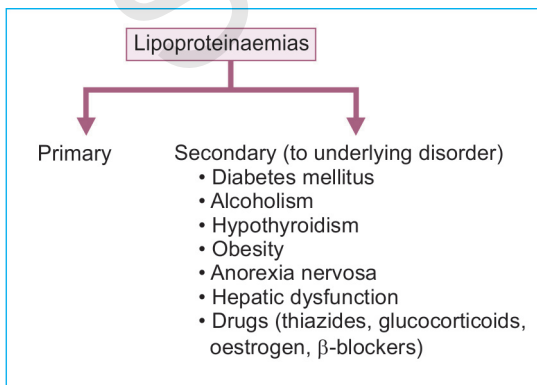 Lipoproteinaemias
Primary
Secondary (to underlying disorder)
• Diabetes mellitus
• Alcoholism
• Hypothyroidism
• Obesity
• Anorexia nervosa
• Hepatic dysfunction
• Drugs (thiazides, glucocorticoids,
oestrogen, β-blockers)